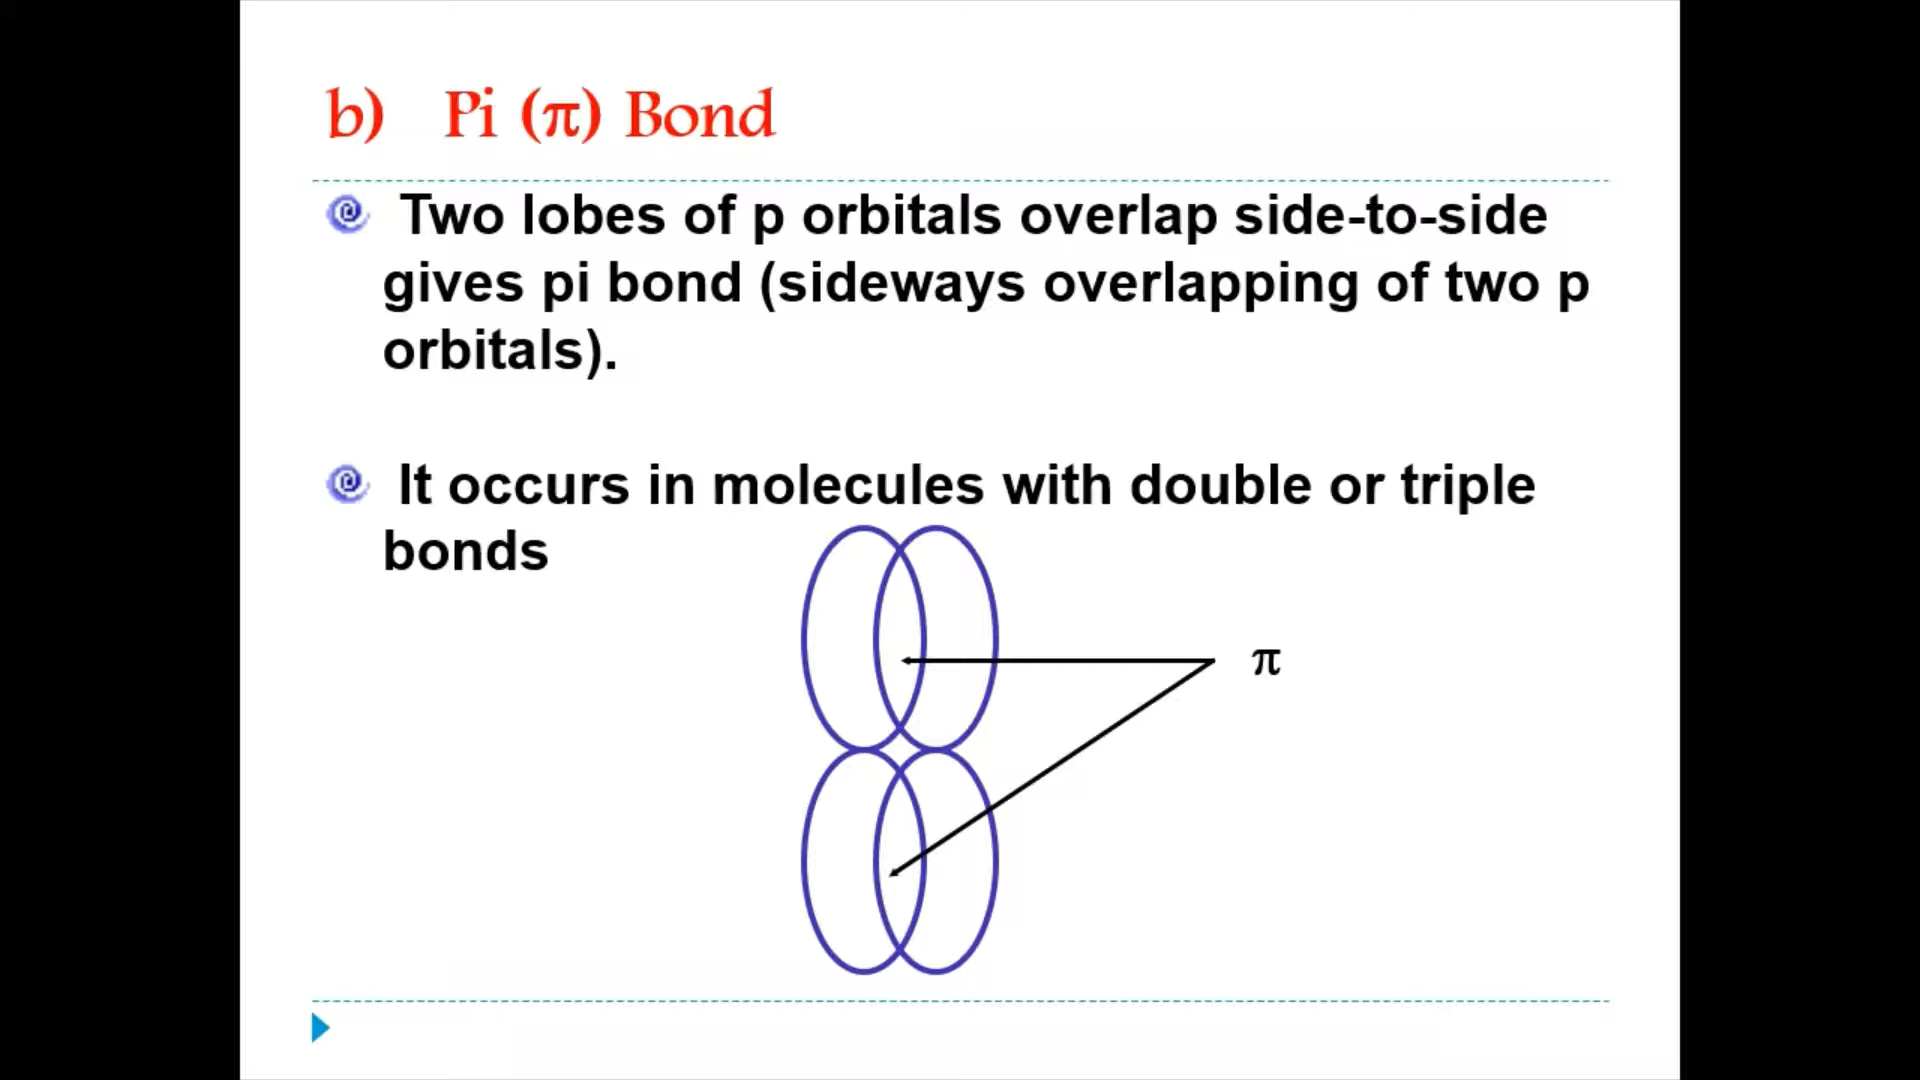 b) Pi (π) Bond
Two lobes of p orbitals overlap side-to-side
gives pi bond (sideways overlapping of two p
orbitals).
It occurs in molecules with double or triple
bonds
π